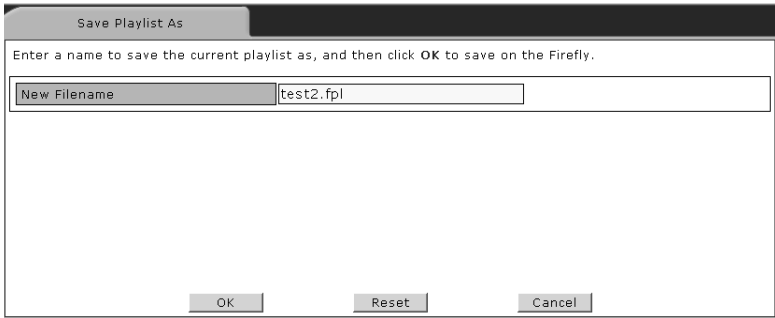 Save Playlist As
Enter a name to save the current playlist as, and then click OK to save on the Firefly.
New Filename test2.fpl
OK Reset Cancel